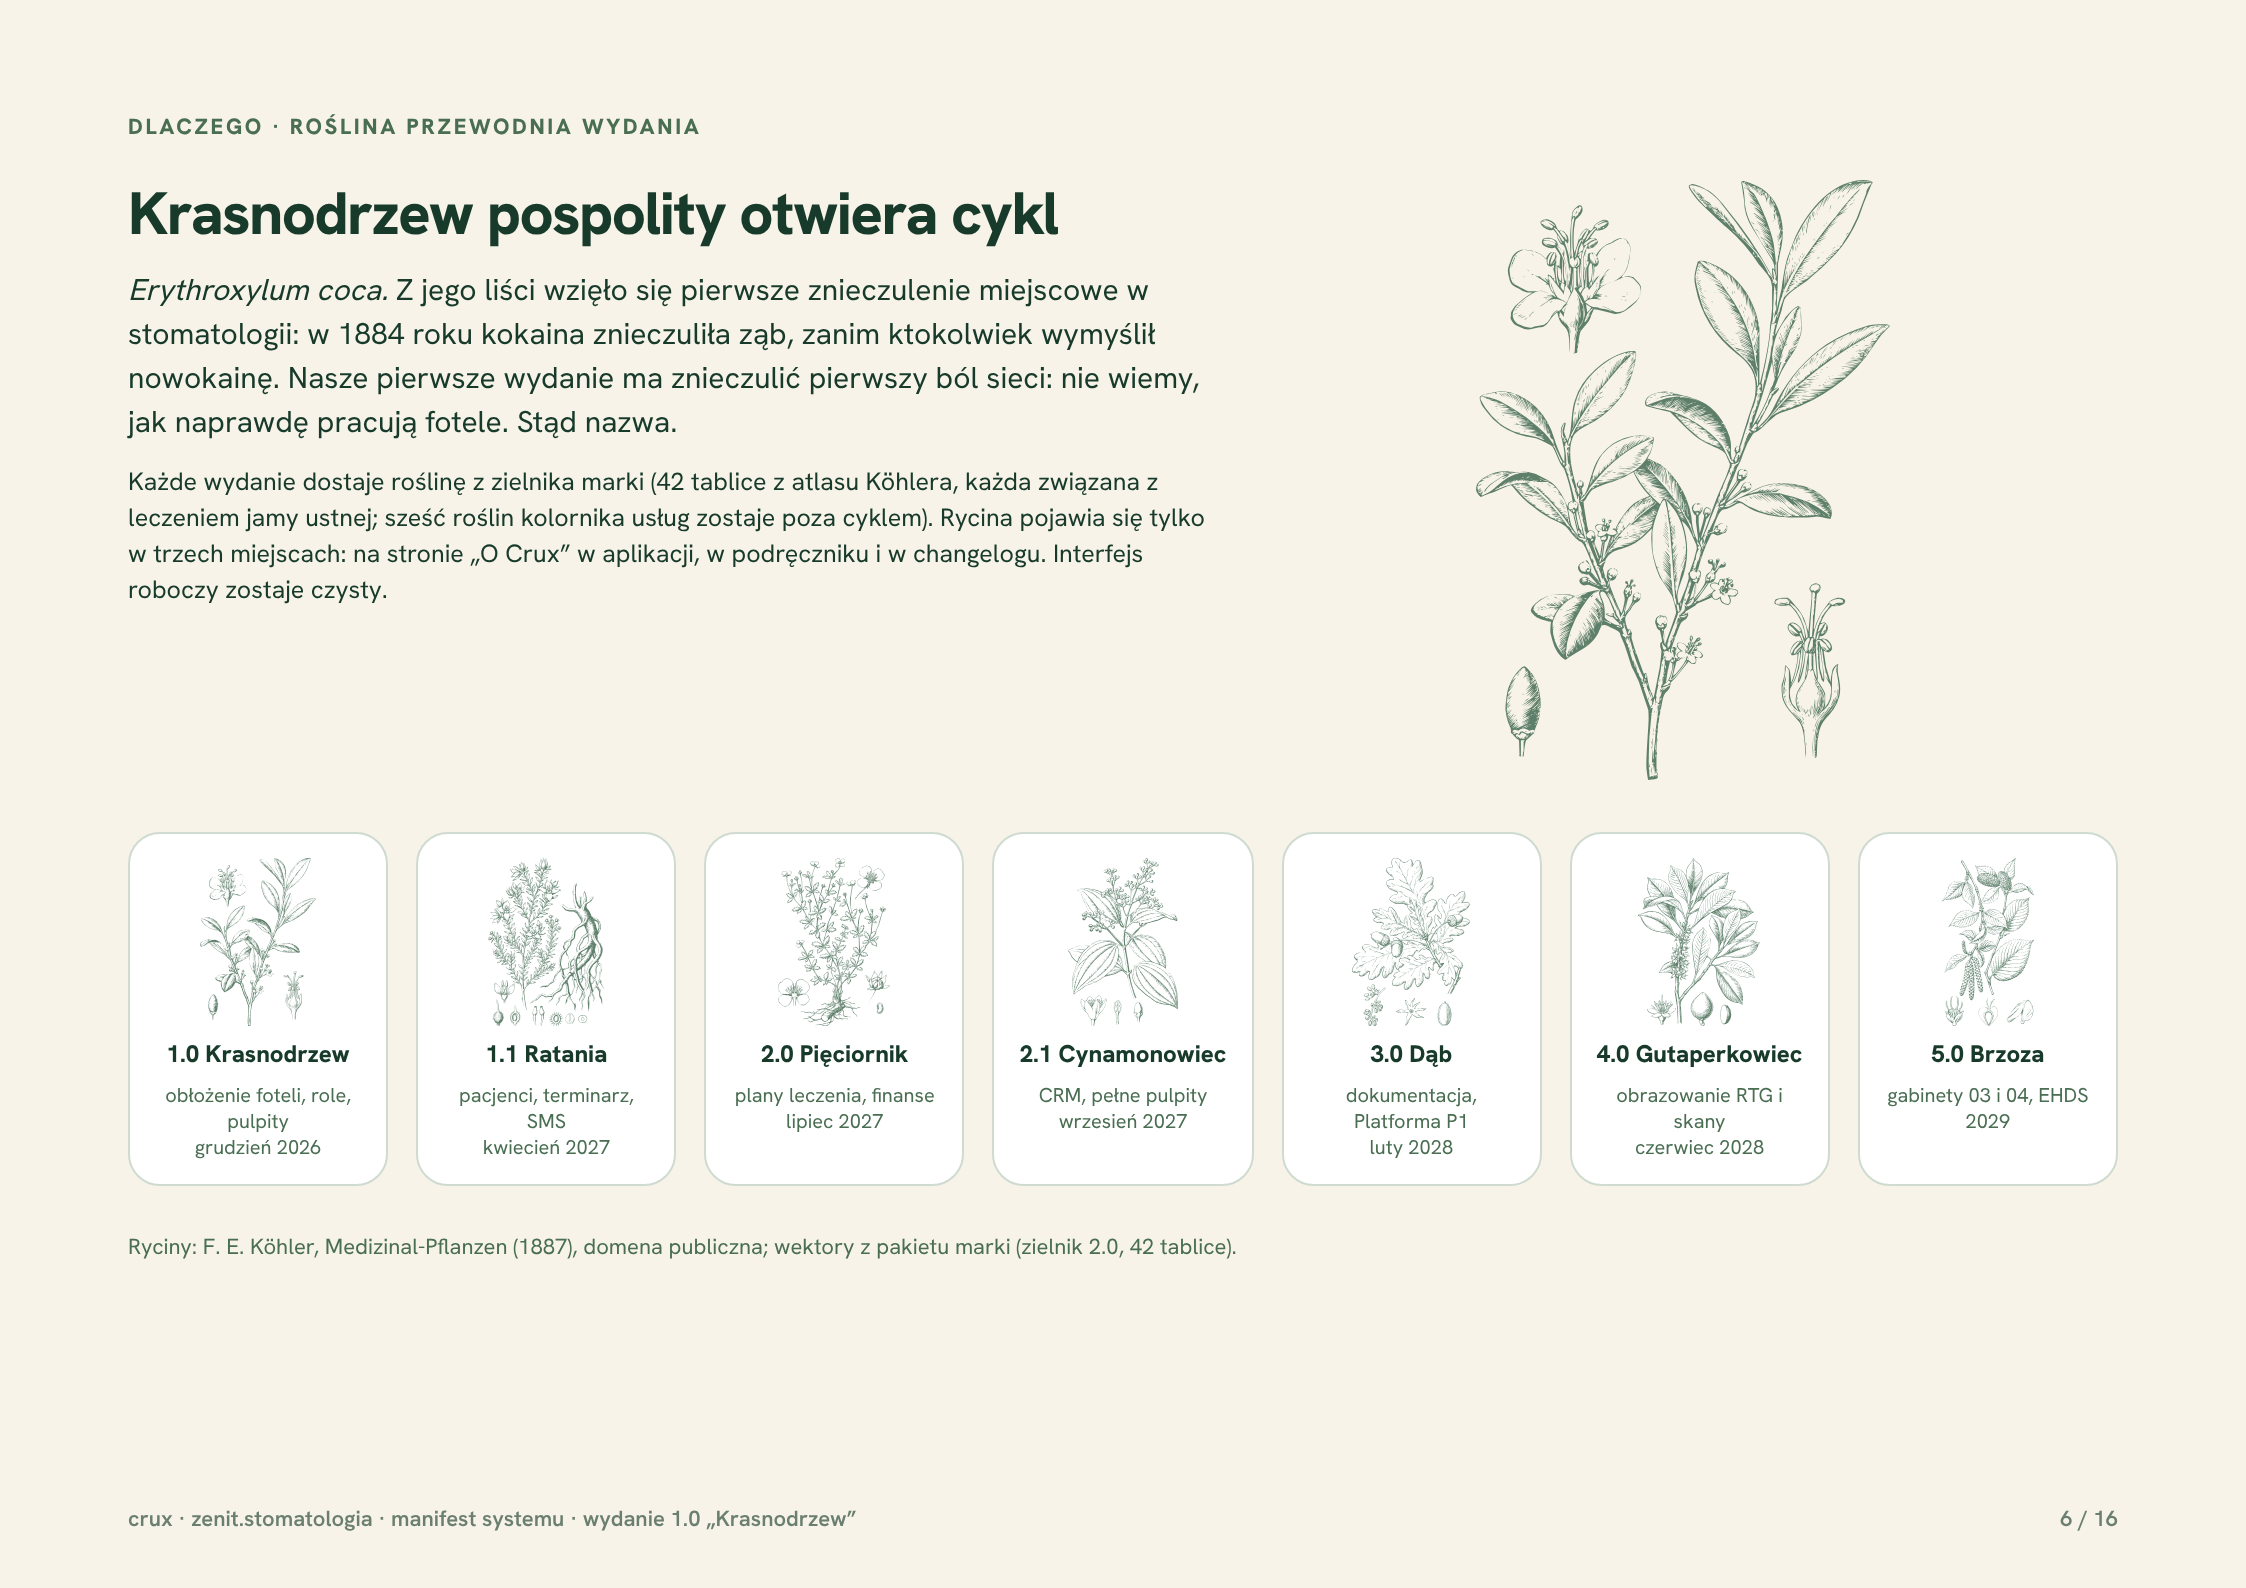 DLACZEGO · ROŚLINA PRZEWODNIA WYDANIA
Krasnodrzew pospolity otwiera cykl
Erythroxylum coca. Z jego liści wzięło się pierwsze znieczulenie miejscowe w
stomatologii: w 1884 roku kokaina znieczuliła ząb, zanim ktokolwiek wymyślił
nowokainę. Nasze pierwsze wydanie ma znieczulić pierwszy ból sieci: nie wiemy,
jak naprawdę pracują fotele. Stąd nazwa.
Każde wydanie dostaje roślinę z zielnika marki (42 tablice z atlasu Köhlera, każda związana z
leczeniem jamy ustnej; sześć roślin kolornika usług zostaje poza cyklem). Rycina pojawia się tylko
w trzech miejscach: na stronie „O Crux” w aplikacji, w podręczniku i w changelogu. Interfejs
roboczy zostaje czysty.
1.0 Krasnodrzew
obłożenie foteli, role,
pulpity
grudzień 2026
1.1 Ratania
pacjenci, terminarz,
SMS
kwiecień 2027
2.0 Pięciornik
plany leczenia, finanse
lipiec 2027
2.1 Cynamonowiec
CRM, pełne pulpity
wrzesień 2027
3.0 Dąb
dokumentacja,
Platforma P1
luty 2028
4.0 Gutaperkowiec
obrazowanie RTG i
skany
czerwiec 2028
5.0 Brzoza
gabinety 03 i 04, EHDS
2029
Ryciny: F. E. Köhler, Medizinal-Pflanzen (1887), domena publiczna; wektory z pakietu marki (zielnik 2.0, 42 tablice).
crux · zenit.stomatologia · manifest systemu · wydanie 1.0 „Krasnodrzew”
6 / 16